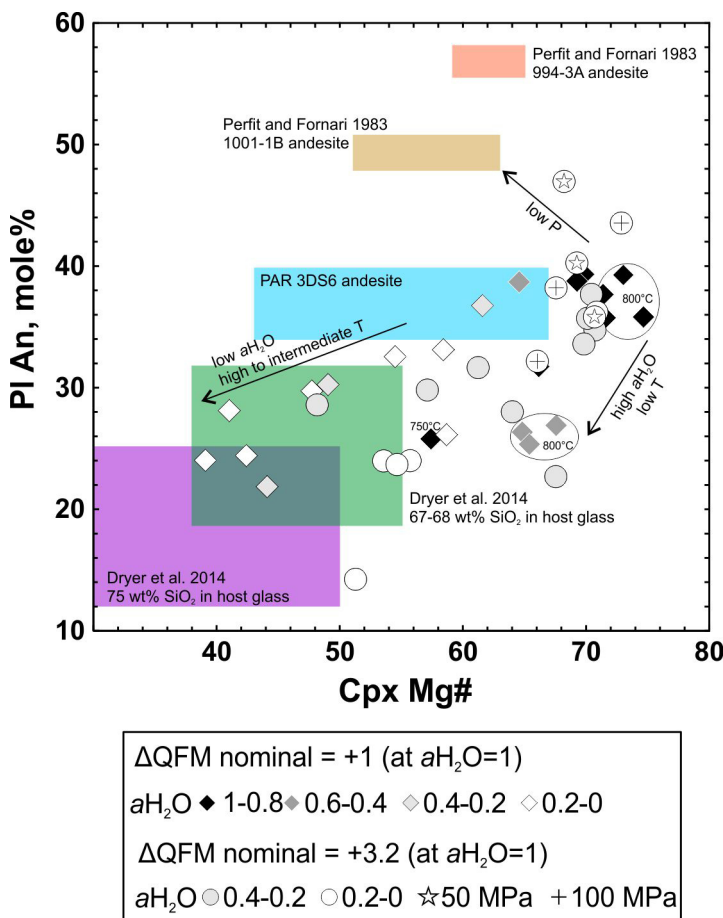 60
50
40
30
20
10
Pl An, mole%
Perfit and Fornari 1983
994-3A andesite
Perfit and Fornari 1983
1001-1B andesite
low P
PAR 3DS6 andesite
800°C
low aH₂O
high to intermediate T
high aH₂O
low T
750°C
800°C
Dryer et al. 2014
67-68 wt% SiO₂ in host glass
Dryer et al. 2014
75 wt% SiO₂ in host glass
40 50 60 70 80
Cpx Mg#
ΔQFM nominal = +1 (at aH₂O=1)
aH₂O ◆ 1-0.8 ◆ 0.6-0.4 ◆ 0.4-0.2 ◇ 0.2-0
ΔQFM nominal = +3.2 (at aH₂O=1)
aH₂O ○ 0.4-0.2 ○ 0.2-0 ☆ 50 MPa + 100 MPa